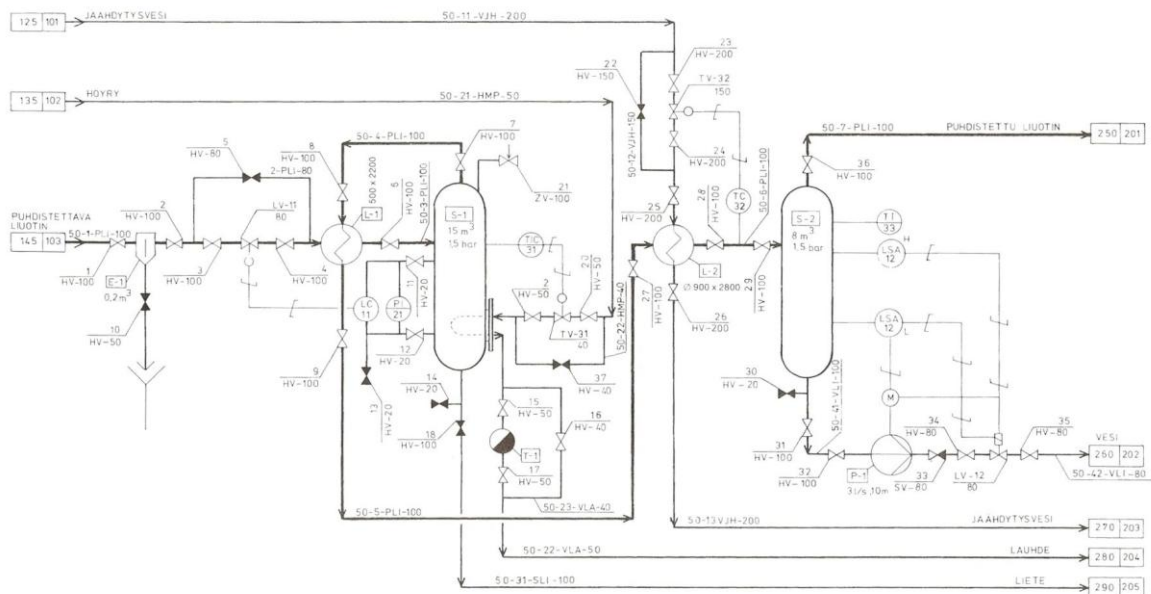 125 101
JÄÄHDYTYSVESI
50-11-VJH-200
135 102
HÖYRY
50-21-HMP-50
PUHDISTETTAVA
LIUOTIN
145 103
50-1-PLI-100
1
HV-100
E-1
0,2m³
10
HV-50
2
HV-100
5
HV-80
2-PLI-80
3
HV-100
LV-11
80
4
HV-100
8
HV-100
50-4-PLI-100
500 x 2200
L-1
6
HV-100
50-3-PLI-100
7
HV-100
21
ZV-100
S-1
15 m³
1,5 bar
TIC
31
LC
11
PI
21
11
HV-20
12
HV-20
9
HV-100
13
HV-20
14
HV-20
18
HV-100
2
HV-50
20
HV-50
TV-31
40
50-22-HMP-40
37
HV-40
15
HV-50
16
HV-40
T-1
17
HV-50
50-23-VLA-40
50-5-PLI-100
22
HV-150
23
HV-200
TV-32
150
24
HV-200
50-12-VJH-150
TC
32
25
HV-200
28
HV-100
50-6-PLI-100
L-2
Ø 900 x 2800
27
HV-100
26
HV-200
29
HV-100
50-7-PLI-100
PUHDISTETTU LIUOTIN
250 201
36
HV-100
S-2
8 m³
1,5 bar
TI
33
LSA
12
H
LSA
12
L
30
HV-20
50-41-VLI-100
M
31
HV-100
32
HV-100
P-1
3 l/s ,10m
34
HV-80
33
SV-80
LV-12
80
35
HV-80
VESI
260 202
50-42-VLI-80
50-13-VJH-200
JÄÄHDYTYSVESI
270 203
50-22-VLA-50
LAUHDE
280 204
50-31-SLI-100
LIETE
290 205